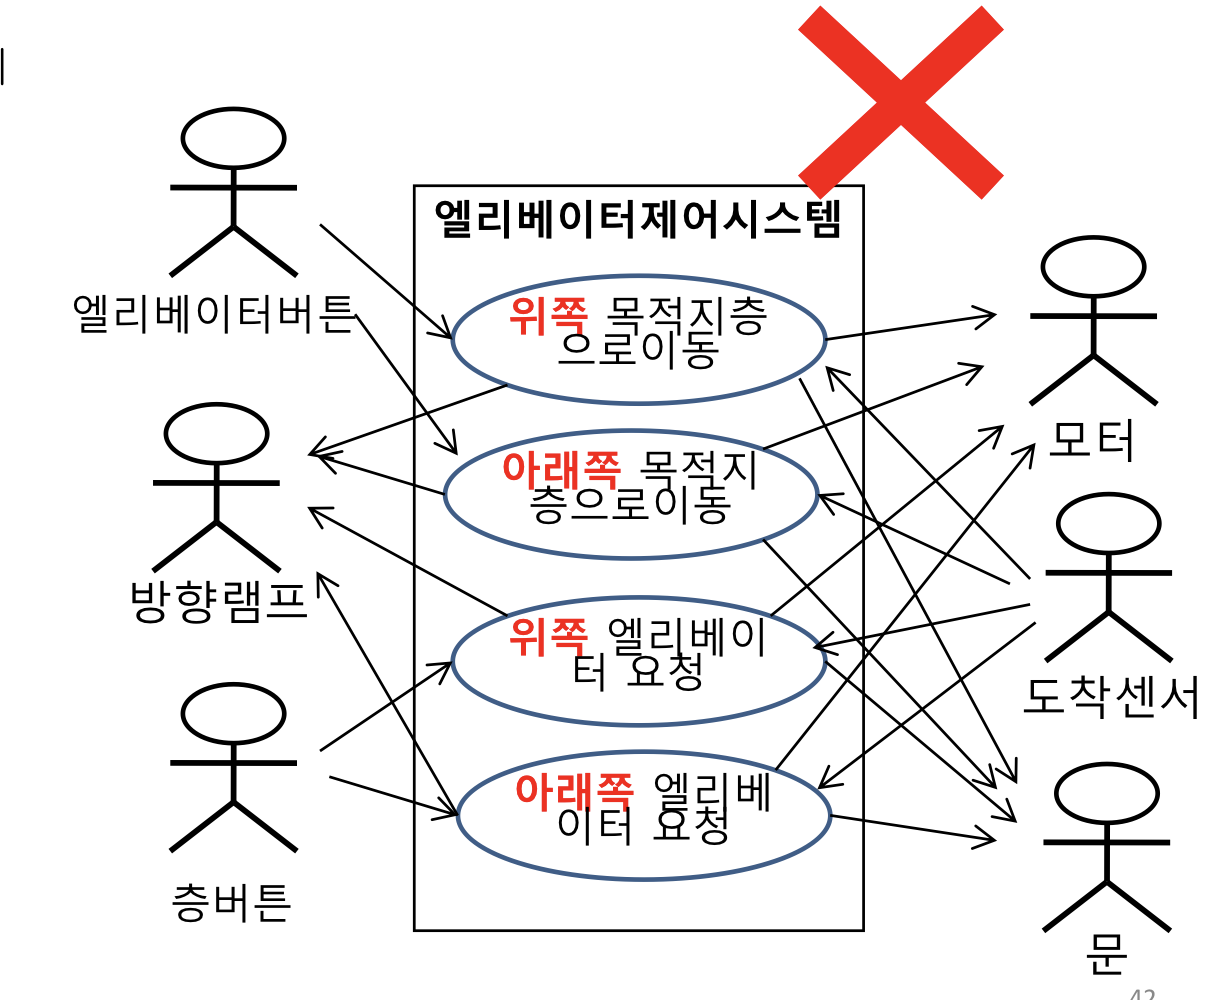 엘리베이터제어시스템
위쪽 목적지층
으로이동
아래쪽 목적지
층으로이동
위쪽 엘리베이
터 요청
아래쪽 엘리베
이터 요청
엘리베이터버튼
방향램프
층버튼
모터
도착센서
문
42